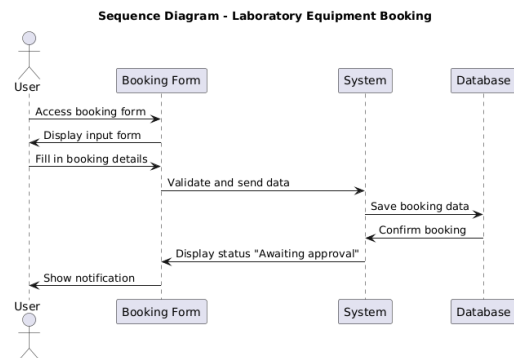 Sequence Diagram - Laboratory Equipment Booking
User
Booking Form
System
Database
Access booking form
Display input form
Fill in booking details
Validate and send data
Save booking data
Confirm booking
Display status "Awaiting approval"
Show notification
User
Booking Form
System
Database